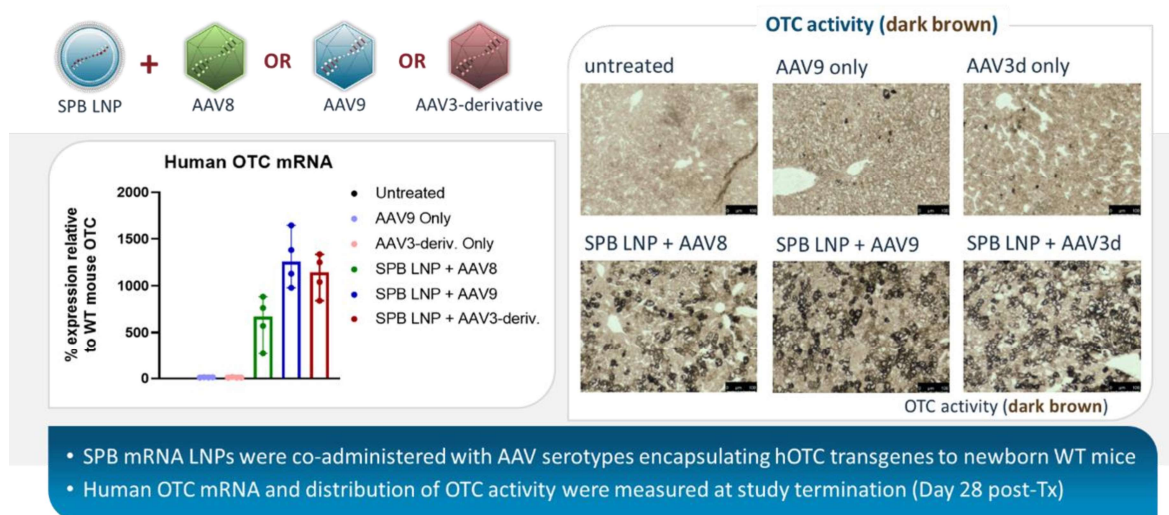 SPB LNP
+
AAV8
OR
AAV9
OR
AAV3-derivative
Human OTC mRNA
% expression relative
to WT mouse OTC
2000
1500
1000
500
0
Untreated
AAV9 Only
AAV3-deriv. Only
SPB LNP + AAV8
SPB LNP + AAV9
SPB LNP + AAV3-deriv.
OTC activity (dark brown)
untreated
AAV9 only
AAV3d only
SPB LNP + AAV8
SPB LNP + AAV9
SPB LNP + AAV3d
OTC activity (dark brown)
• SPB mRNA LNPs were co-administered with AAV serotypes encapsulating hOTC transgenes to newborn WT mice
• Human OTC mRNA and distribution of OTC activity were measured at study termination (Day 28 post-Tx)